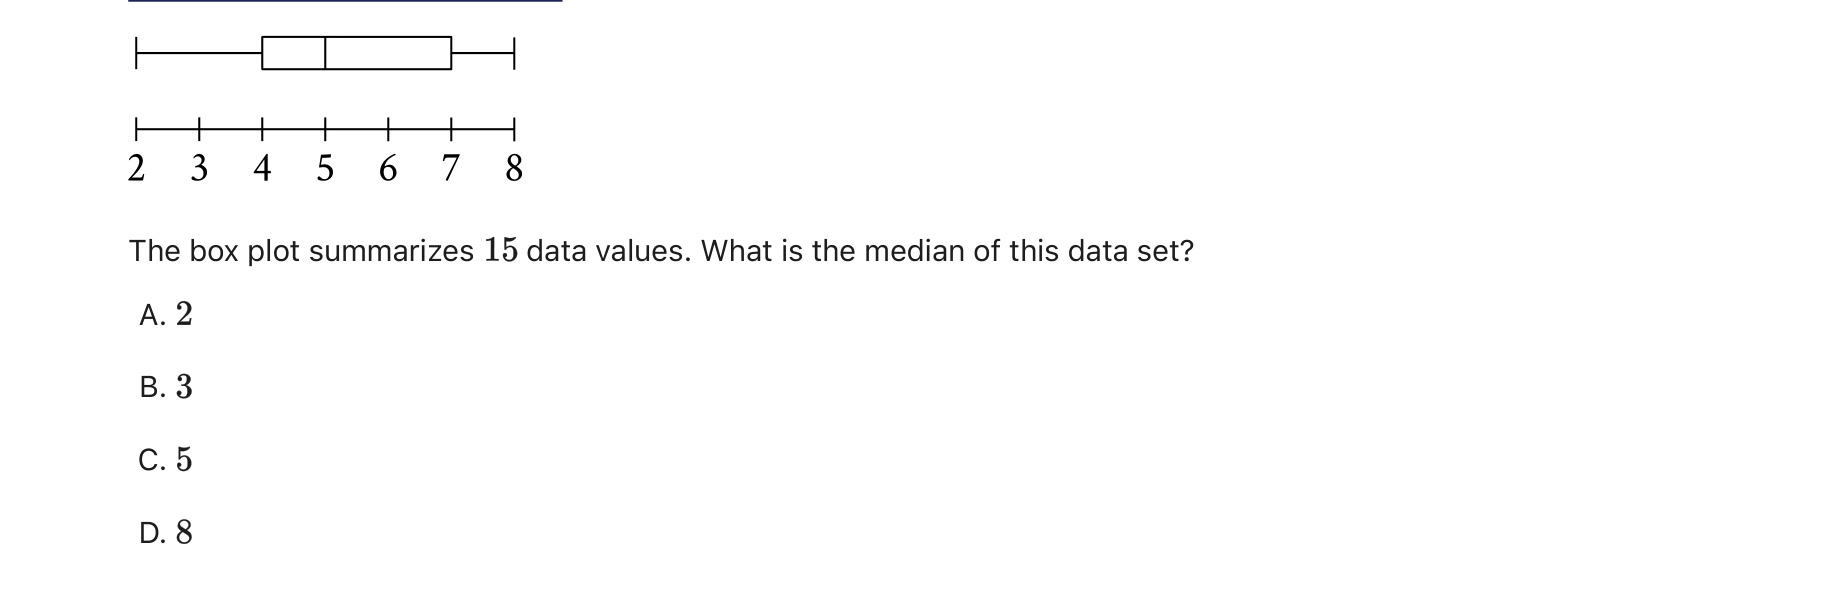 2 3 4 5 6 7 8
The box plot summarizes 15 data values. What is the median of this data set?
A. 2
B. 3
C. 5
D. 8